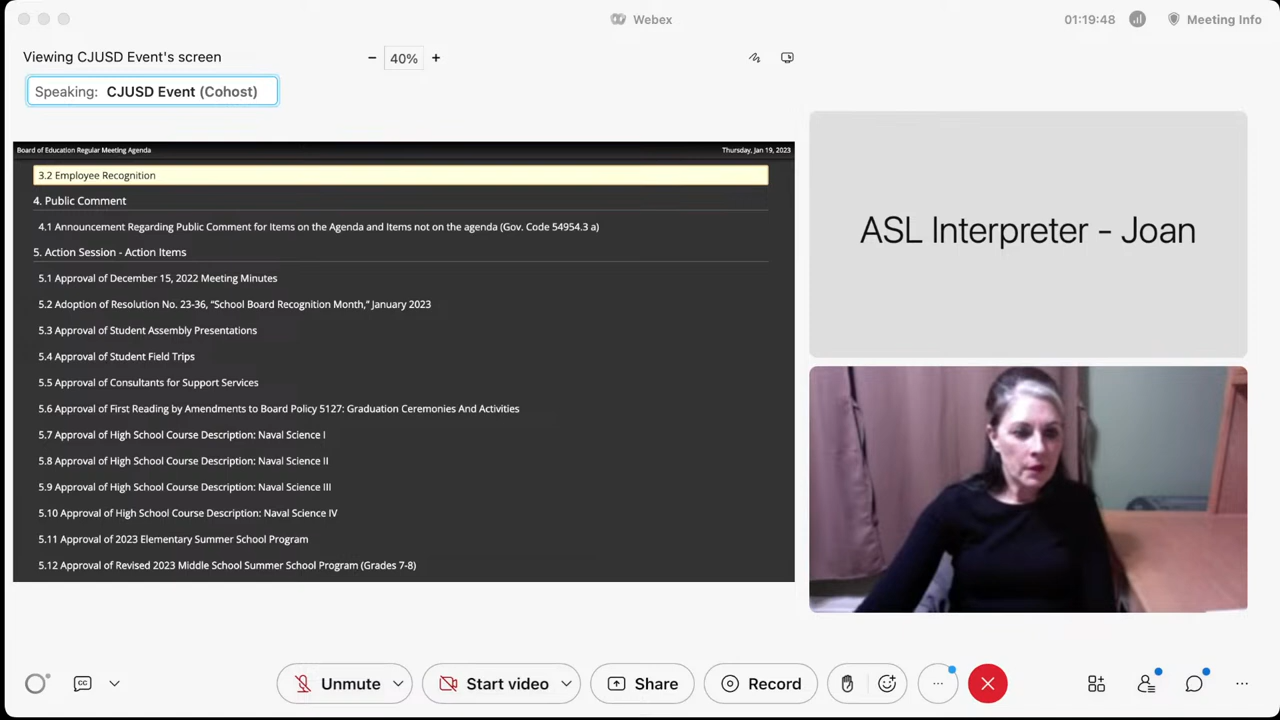 Webex
01:19:48
Meeting Info
Viewing CJUSD Event's screen
− 40% +
Speaking: CJUSD Event (Cohost)
Board of Education Regular Meeting Agenda
Thursday, Jan 19, 2023
3.2 Employee Recognition
4. Public Comment
4.1 Announcement Regarding Public Comment for Items on the Agenda and Items not on the agenda (Gov. Code 54954.3 a)
5. Action Session - Action Items
5.1 Approval of December 15, 2022 Meeting Minutes
5.2 Adoption of Resolution No. 23-36, “School Board Recognition Month,” January 2023
5.3 Approval of Student Assembly Presentations
5.4 Approval of Student Field Trips
5.5 Approval of Consultants for Support Services
5.6 Approval of First Reading by Amendments to Board Policy 5127: Graduation Ceremonies And Activities
5.7 Approval of High School Course Description: Naval Science I
5.8 Approval of High School Course Description: Naval Science II
5.9 Approval of High School Course Description: Naval Science III
5.10 Approval of High School Course Description: Naval Science IV
5.11 Approval of 2023 Elementary Summer School Program
5.12 Approval of Revised 2023 Middle School Summer School Program (Grades 7-8)
ASL Interpreter - Joan
CC
Unmute
Start video
Share
Record